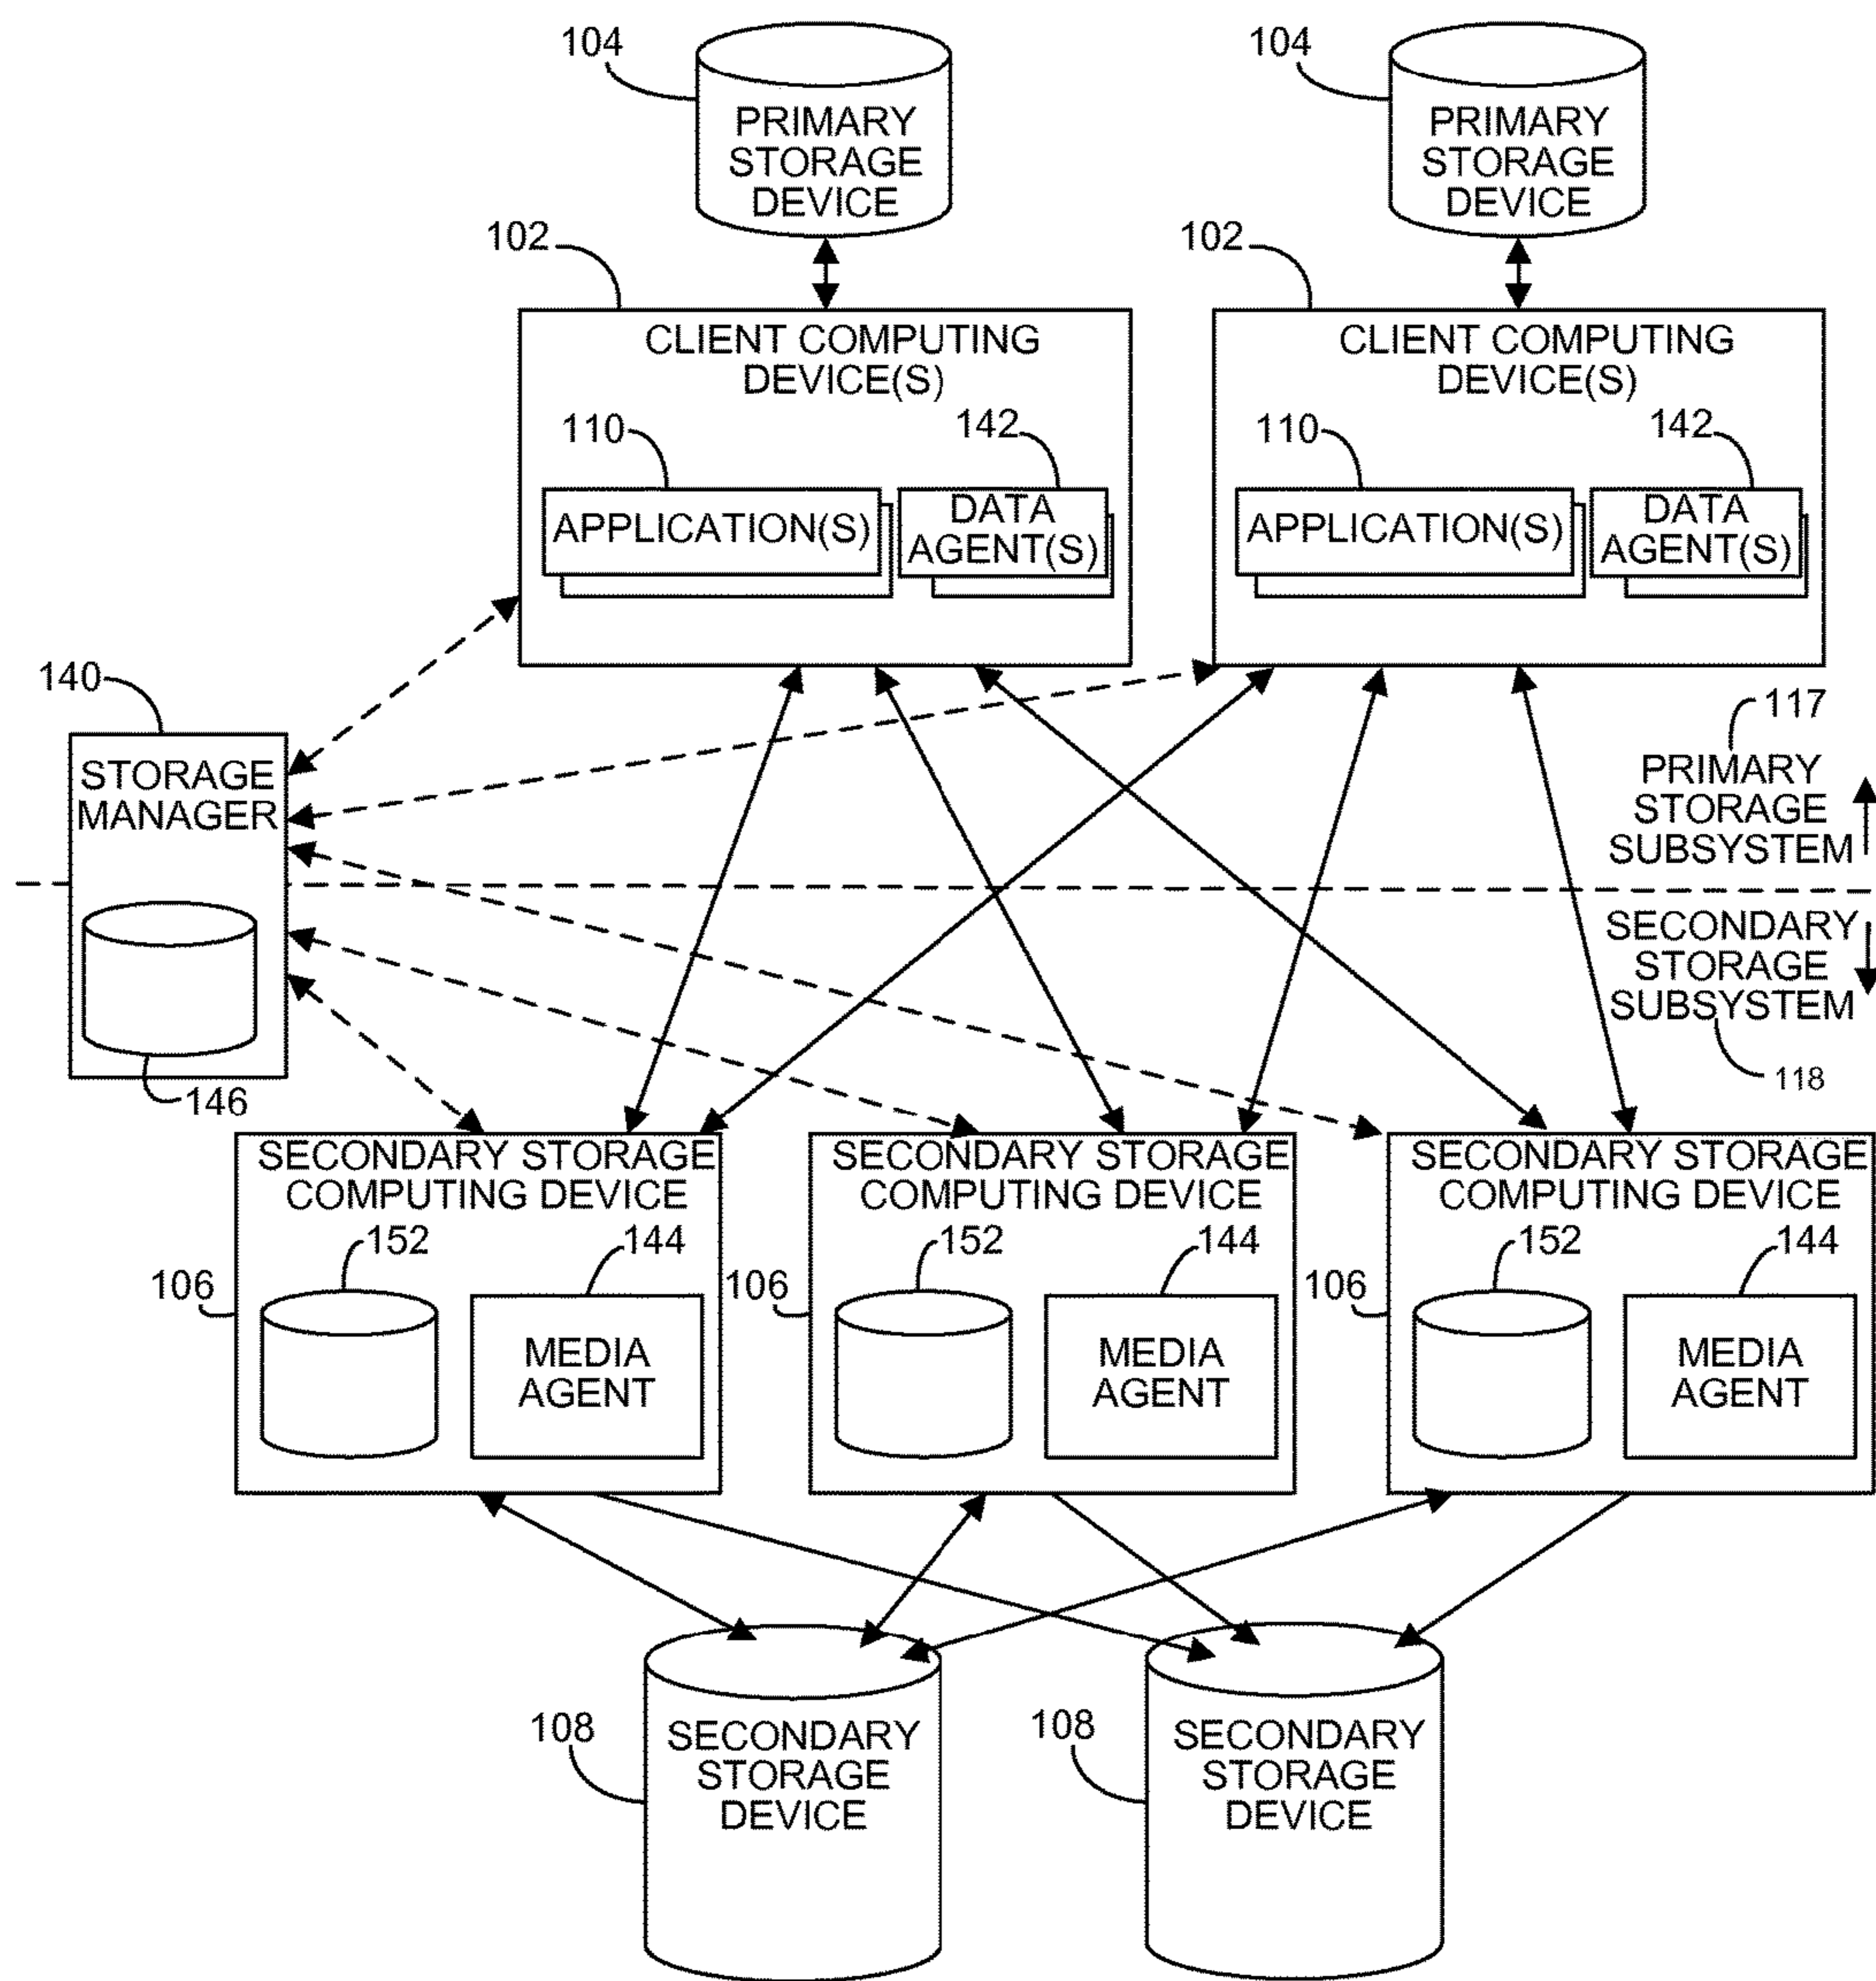 104
PRIMARY
STORAGE
DEVICE
104
PRIMARY
STORAGE
DEVICE
102
CLIENT COMPUTING
DEVICE(S)
110
APPLICATION(S)
142
DATA
AGENT(S)
102
CLIENT COMPUTING
DEVICE(S)
110
APPLICATION(S)
142
DATA
AGENT(S)
140
STORAGE
MANAGER
146
117
PRIMARY
STORAGE
SUBSYSTEM
SECONDARY
STORAGE
SUBSYSTEM
118
SECONDARY STORAGE
COMPUTING DEVICE
152
144
106
MEDIA
AGENT
SECONDARY STORAGE
COMPUTING DEVICE
152
144
106
MEDIA
AGENT
SECONDARY STORAGE
COMPUTING DEVICE
152
144
106
MEDIA
AGENT
108
SECONDARY
STORAGE
DEVICE
108
SECONDARY
STORAGE
DEVICE